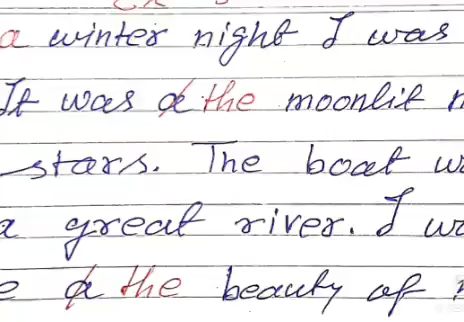 a winter night I was
It was the moonlit
stars. The boat
a great river. I
the beauty of